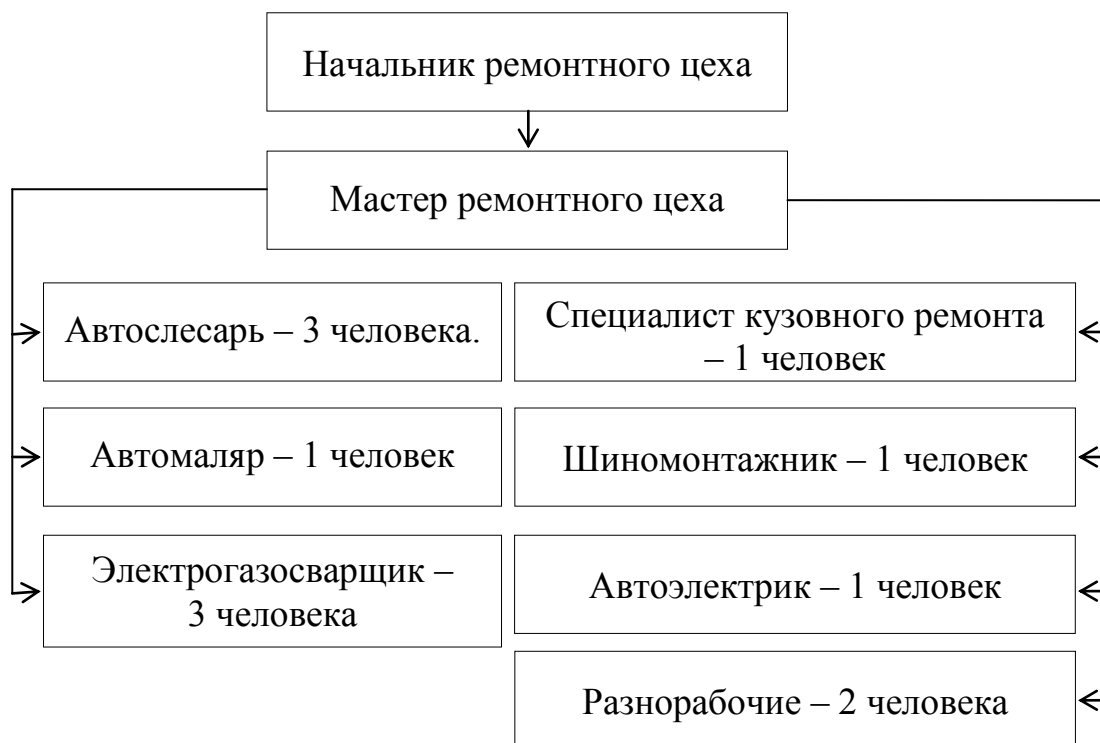 Начальник ремонтного цеха
Мастер ремонтного цеха
Автослесарь – 3 человека.
Специалист кузовного ремонта
– 1 человек
Автомаляр – 1 человек
Шиномонтажник – 1 человек
Электрогазосварщик –
3 человека
Автоэлектрик – 1 человек
Разнорабочие – 2 человека